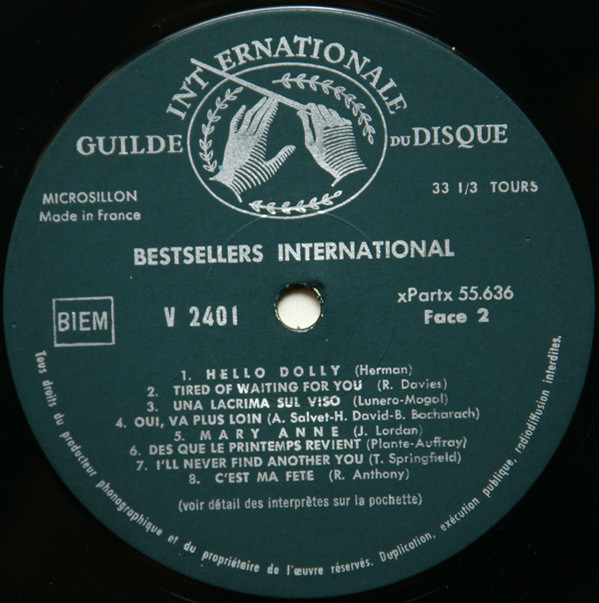 GUILDE INTERNATIONALE DU DISQUE
MICROSILLON
Made in France
33 1/3 TOURS
BESTSELLERS INTERNATIONAL
BIEM
V 2401
xPartx 55.636
Face 2
1. HELLO DOLLY (Herman)
2. TIRED OF WAITING FOR YOU (R. Davies)
3. UNA LACRIMA SUL VISO (Lunero-Mogol)
4. OUI, VA PLUS LOIN (A. Salvet-H. David-B. Bacharach)
5. MARY ANNE (J. Lordan)
6. DES QUE LE PRINTEMPS REVIENT (Plante-Auffray)
7. I'LL NEVER FIND ANOTHER YOU (T. Springfield)
8. C'EST MA FETE (R. Anthony)
(voir détail des interprètes sur la pochette)
Tous droits du producteur phonographique et du propriétaire de l'œuvre réservés. Duplication, exécution publique, radiodiffusion interdites.